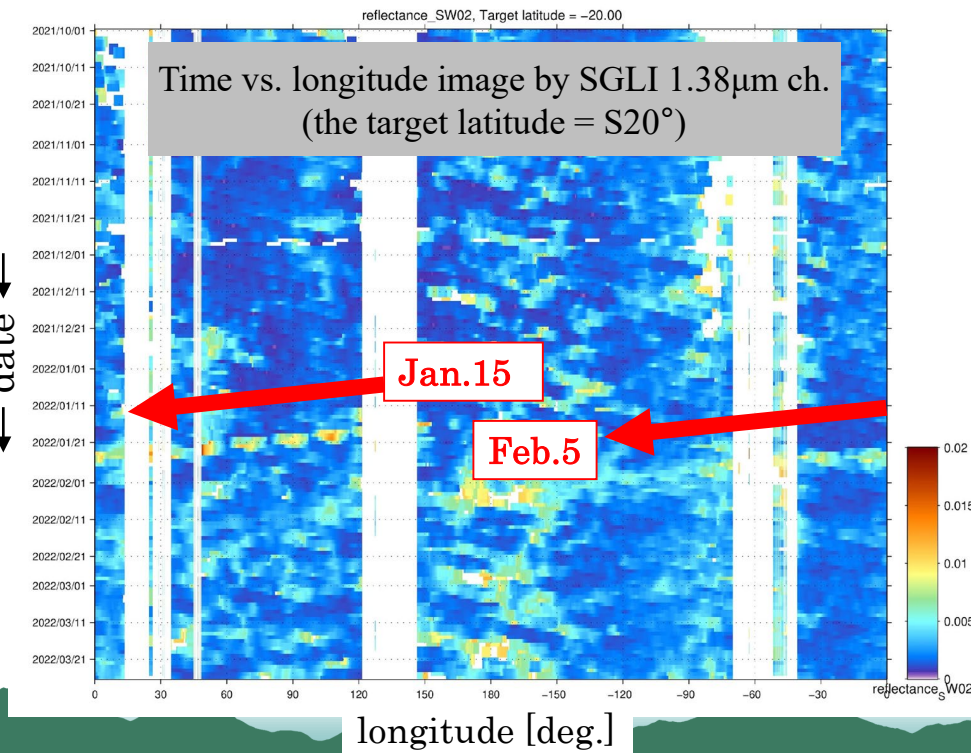 reflectance_SW02, Target latitude = −20.00
Time vs. longitude image by SGLI 1.38μm ch.
(the target latitude = S20°)
2021/10/01
2021/10/11
2021/10/21
2021/11/01
2021/11/11
2021/11/21
2021/12/01
2021/12/11
2021/12/21
2022/01/01
2022/01/11
2022/01/21
2022/02/01
2022/02/11
2022/02/21
2022/03/01
2022/03/11
2022/03/21
← date ←
Jan.15
Feb.5
0.02
0.015
0.01
0.005
0
reflectance_SW02
0 30 60 90 120 150 -180 -150 -120 -90 -60 -30 0
longitude [deg.]